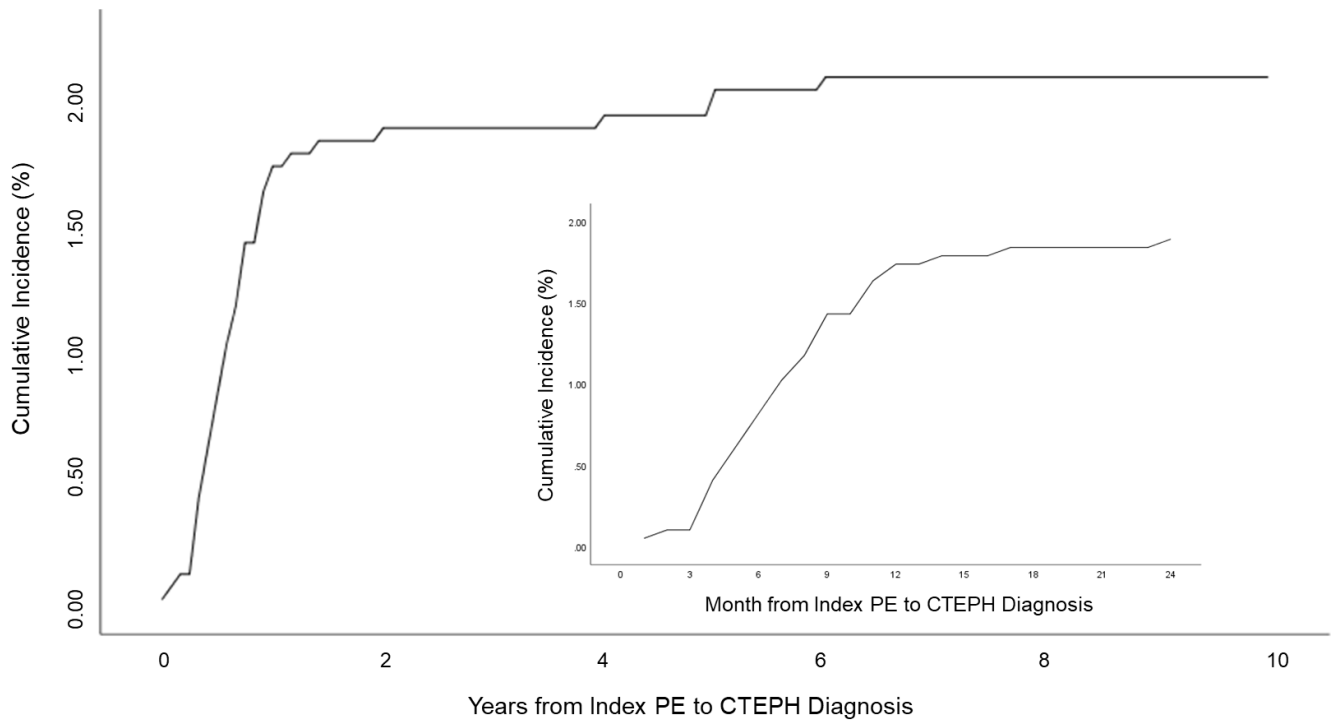 Cumulative Incidence (%)
2.00
1.50
1.00
0.50
0.00
0 2 4 6 8 10
Years from Index PE to CTEPH Diagnosis
Cumulative Incidence (%)
2.00
1.50
1.00
.50
.00
0 3 6 9 12 15 18 21 24
Month from Index PE to CTEPH Diagnosis